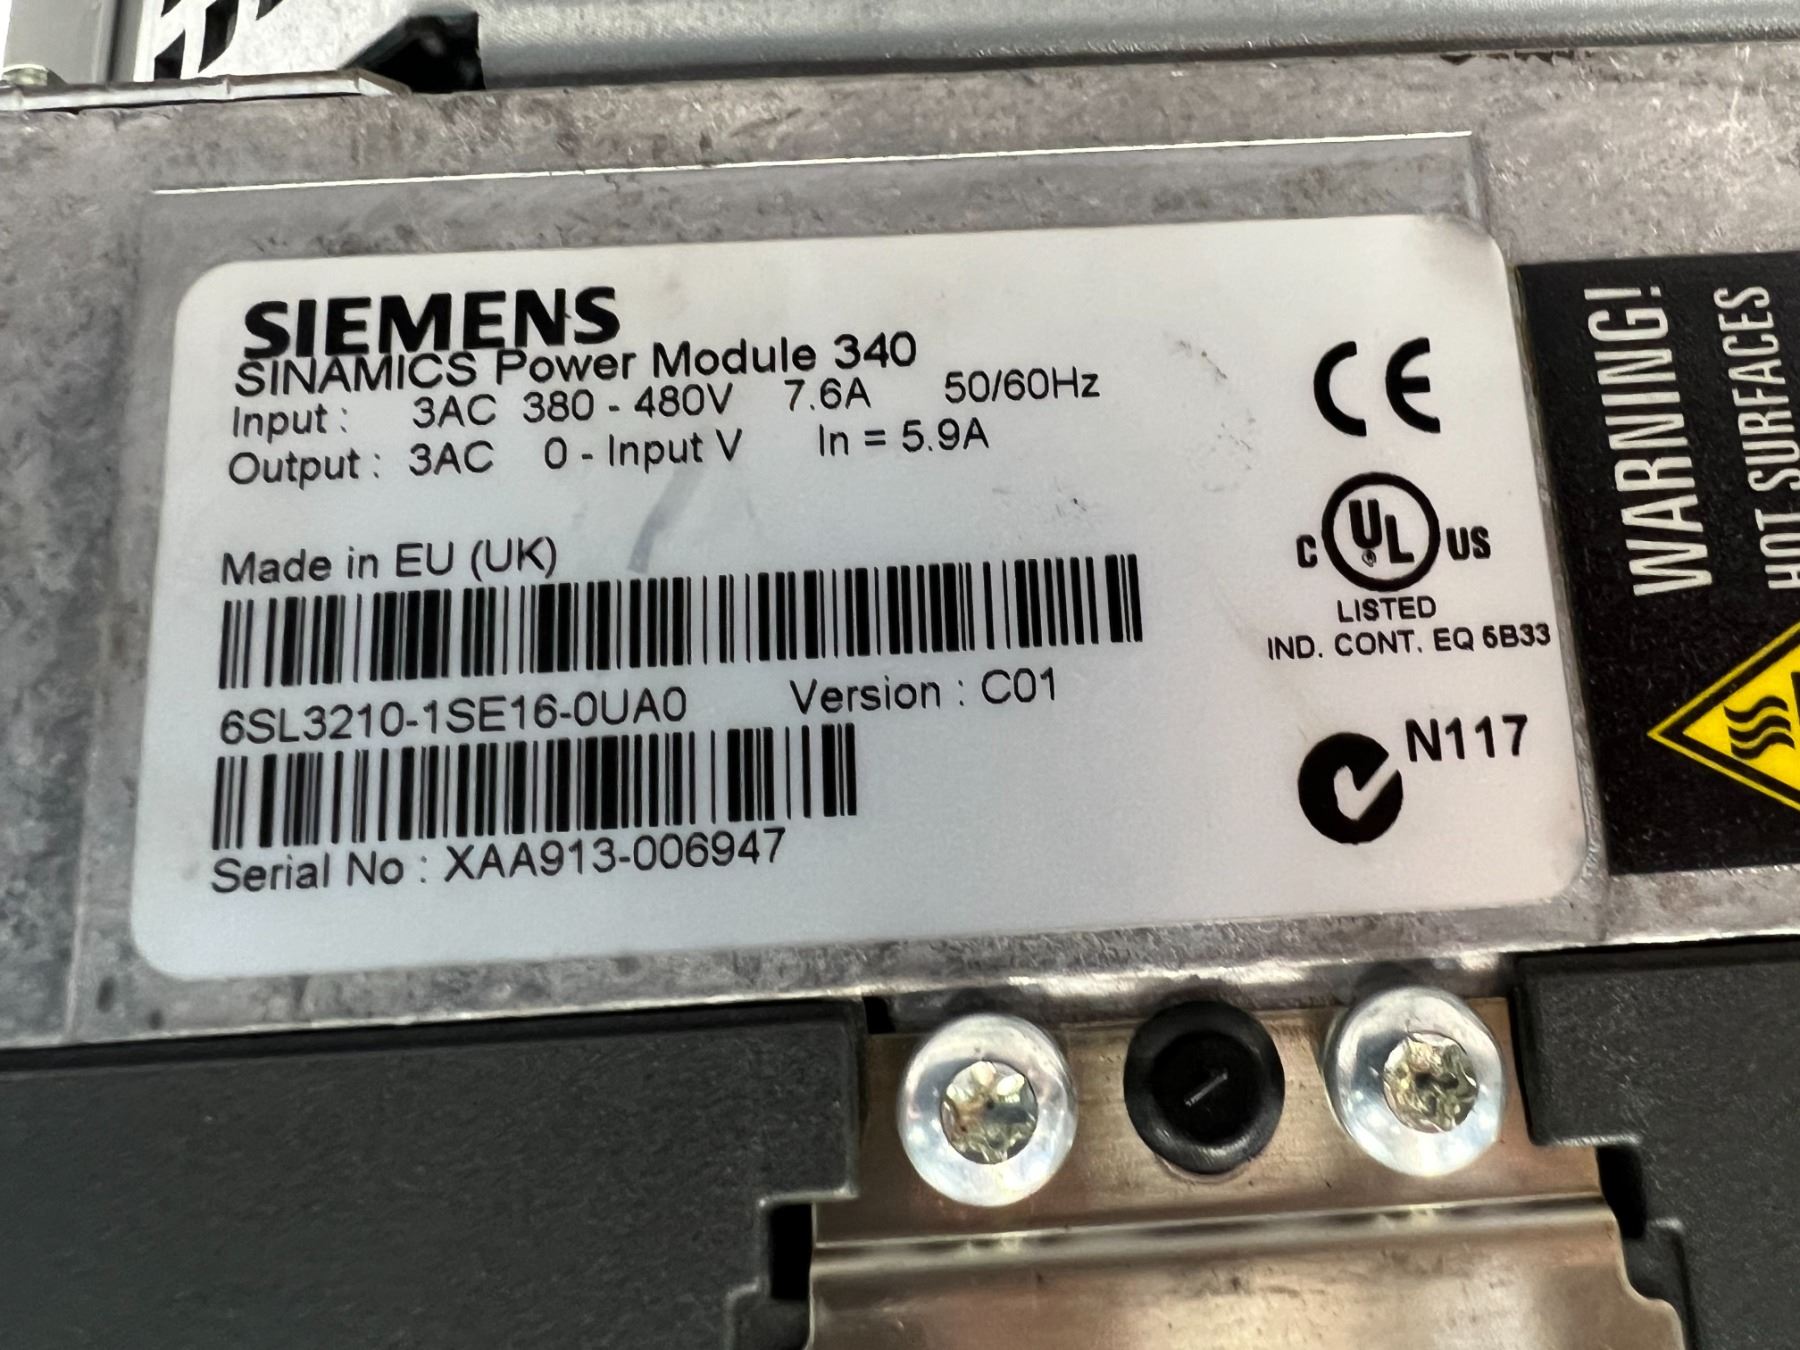 SIEMENS
SINAMICS Power Module 340
Input : 3AC 380 - 480V 7.6A 50/60Hz
Output : 3AC 0 - Input V In = 5.9A
Made in EU (UK)
6SL3210-1SE16-0UA0 Version : C01
Serial No : XAA913-006947
CE
C UL US
LISTED
IND. CONT. EQ 6B33
N117
WARNING!
HOT SURFACES